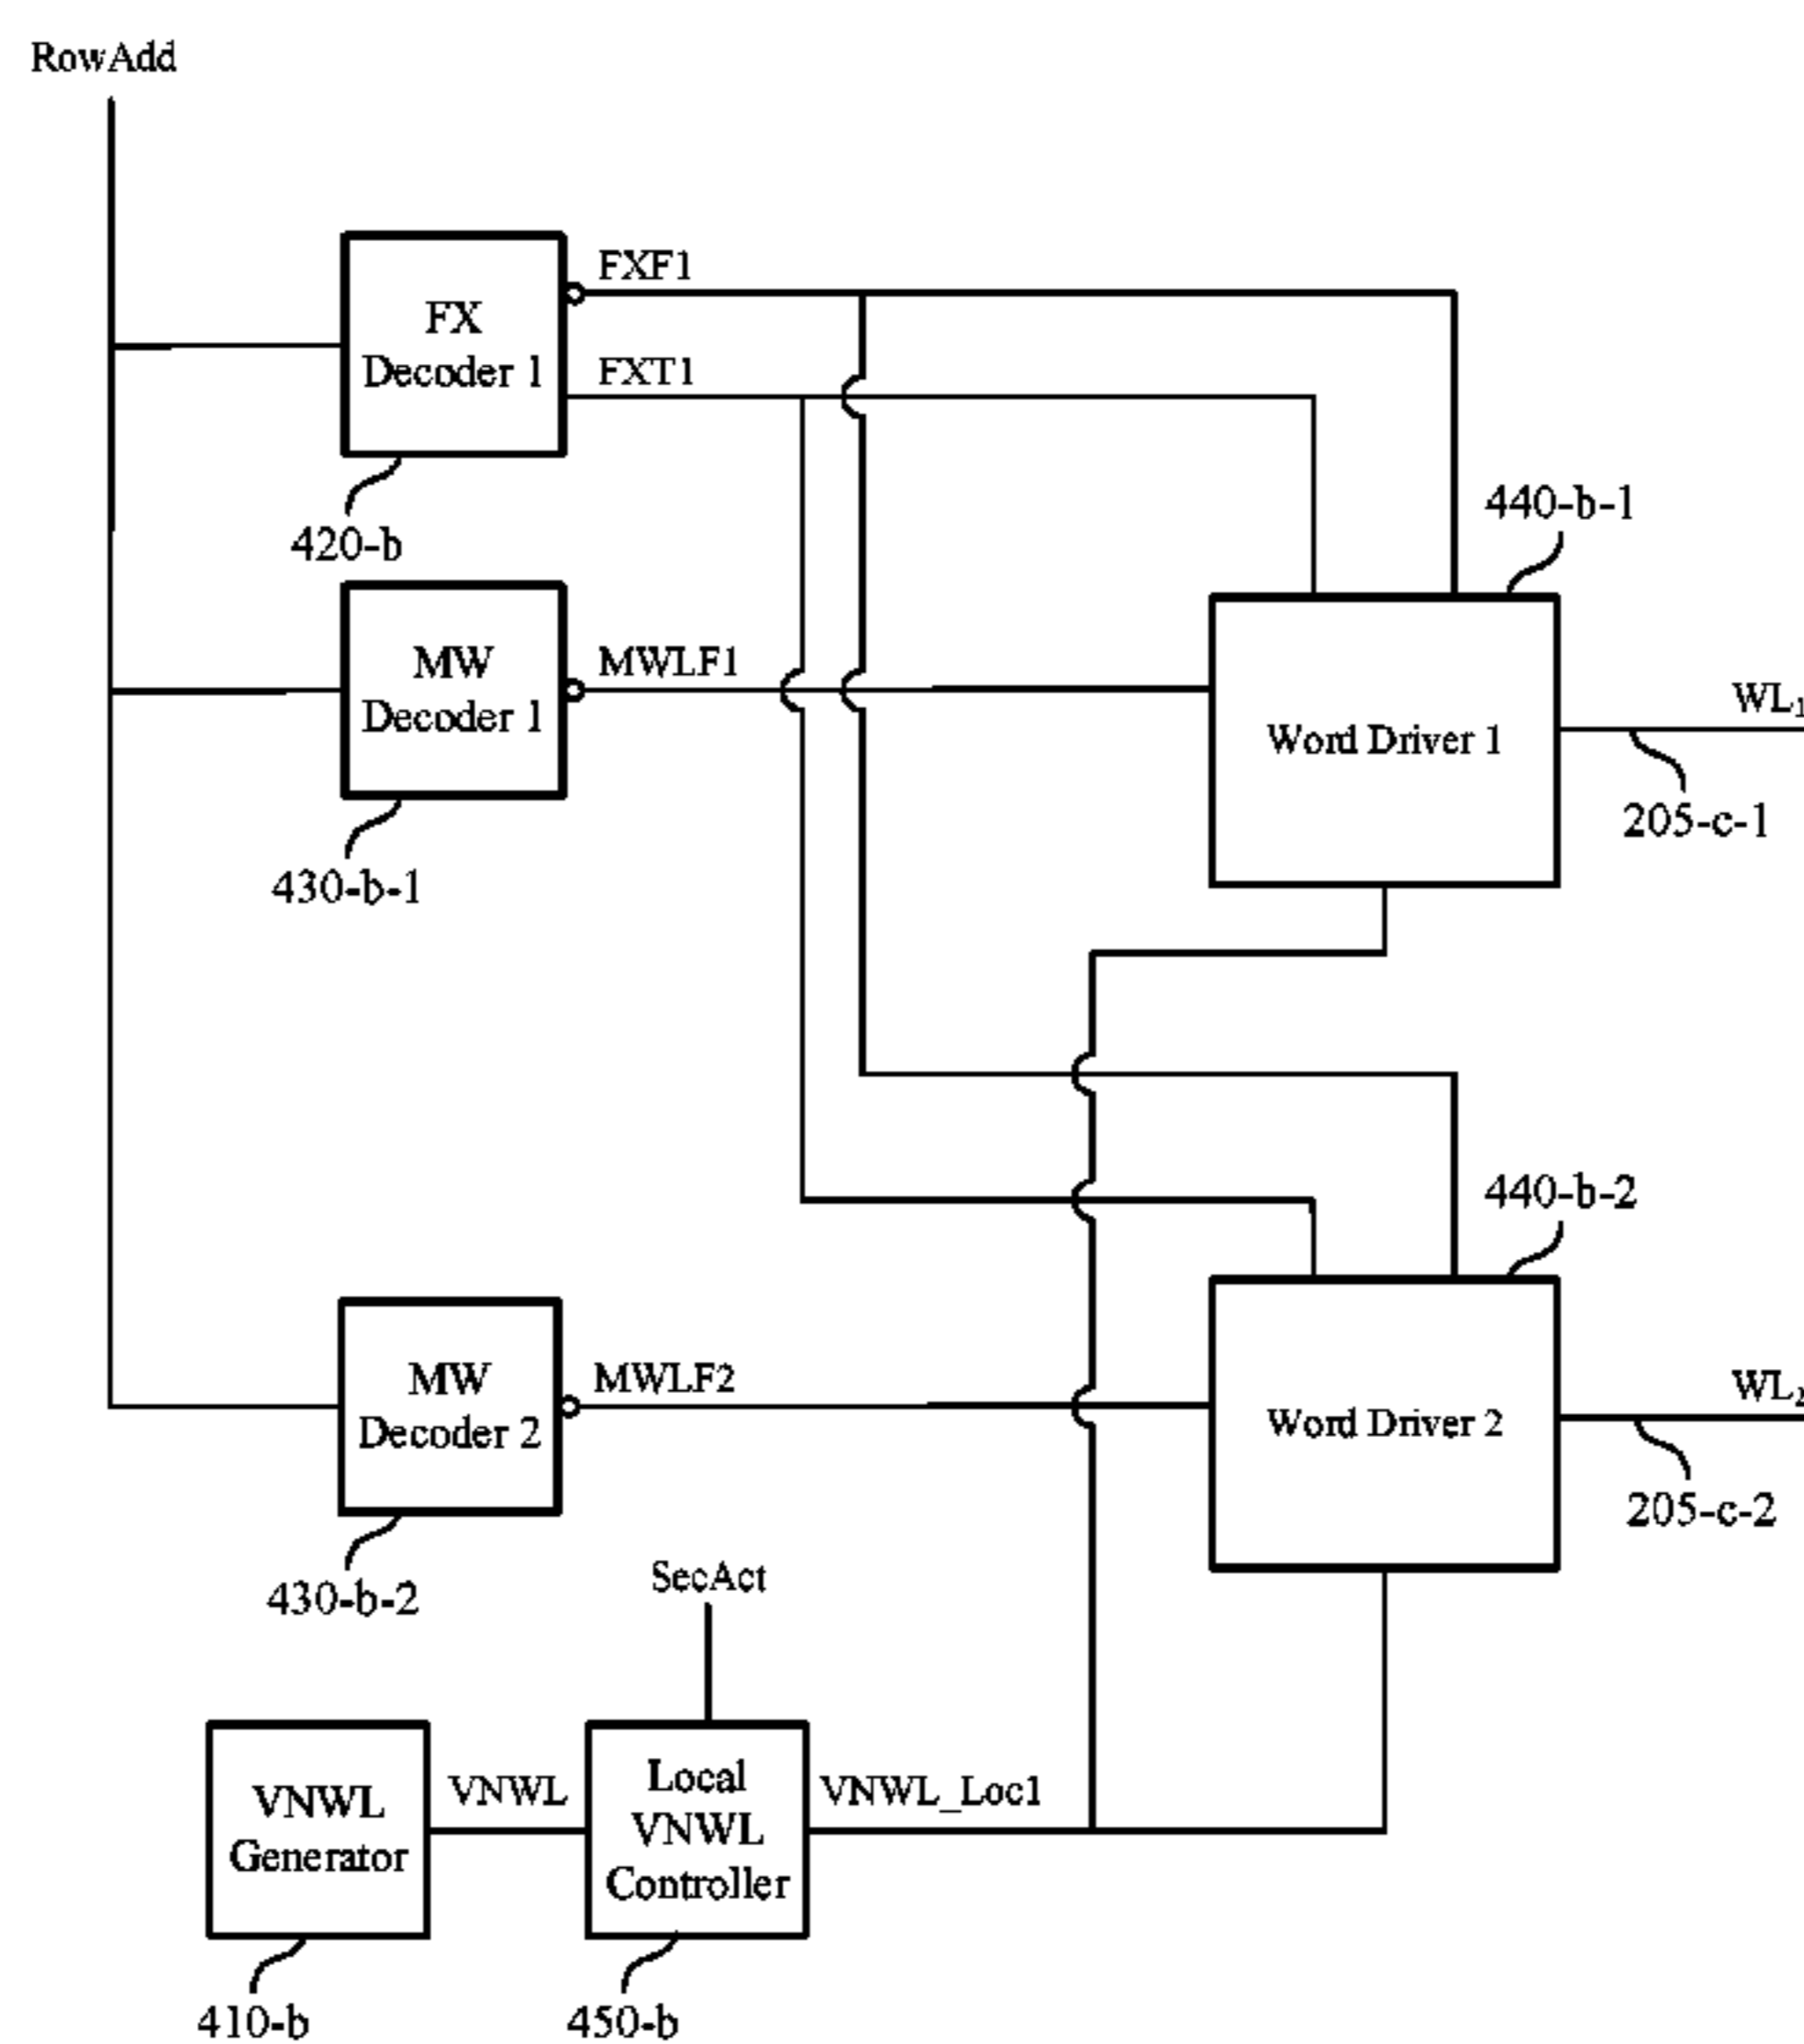 RowAdd
FXF1
FX
Decoder 1
FXT1
420-b
440-b-1
MW
Decoder 1
MWLF1
Word Driver 1
WL1
205-c-1
430-b-1
440-b-2
MW
Decoder 2
MWLF2
Word Driver 2
WL2
205-c-2
430-b-2
SecAct
VNWL
Generator
VNWL
Local
VNWL
Controller
VNWL_Loc1
410-b
450-b